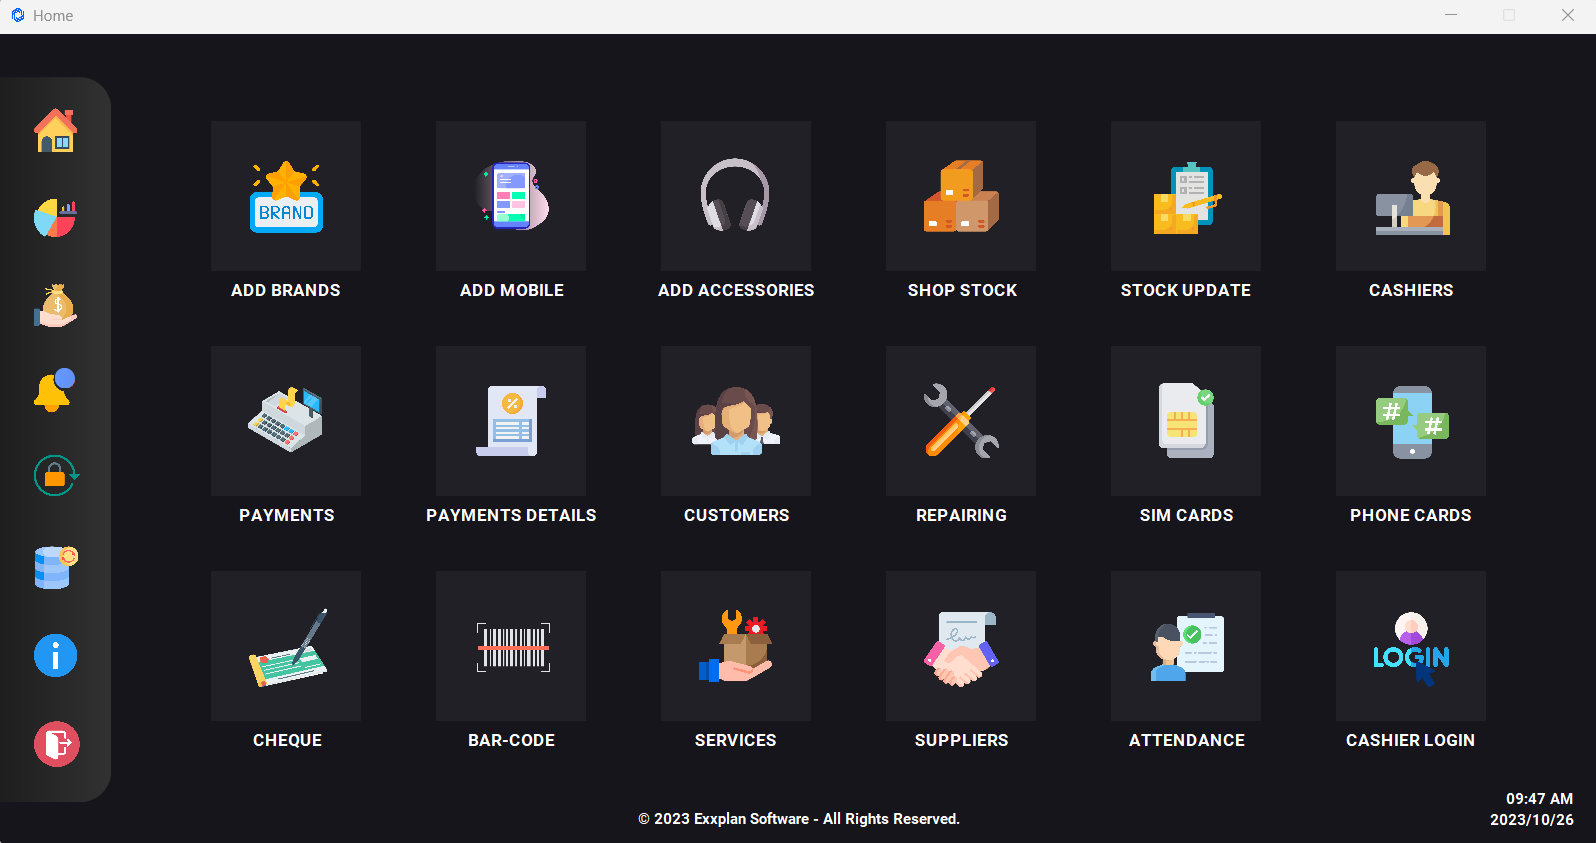 Home
BRAND
ADD BRANDS
ADD MOBILE
ADD ACCESSORIES
SHOP STOCK
STOCK UPDATE
CASHIERS
PAYMENTS
PAYMENTS DETAILS
CUSTOMERS
REPAIRING
SIM CARDS
# #
PHONE CARDS
LOGIN
CHEQUE
BAR-CODE
SERVICES
SUPPLIERS
ATTENDANCE
CASHIER LOGIN
09:47 AM
© 2023 Exxplan Software - All Rights Reserved.
2023/10/26